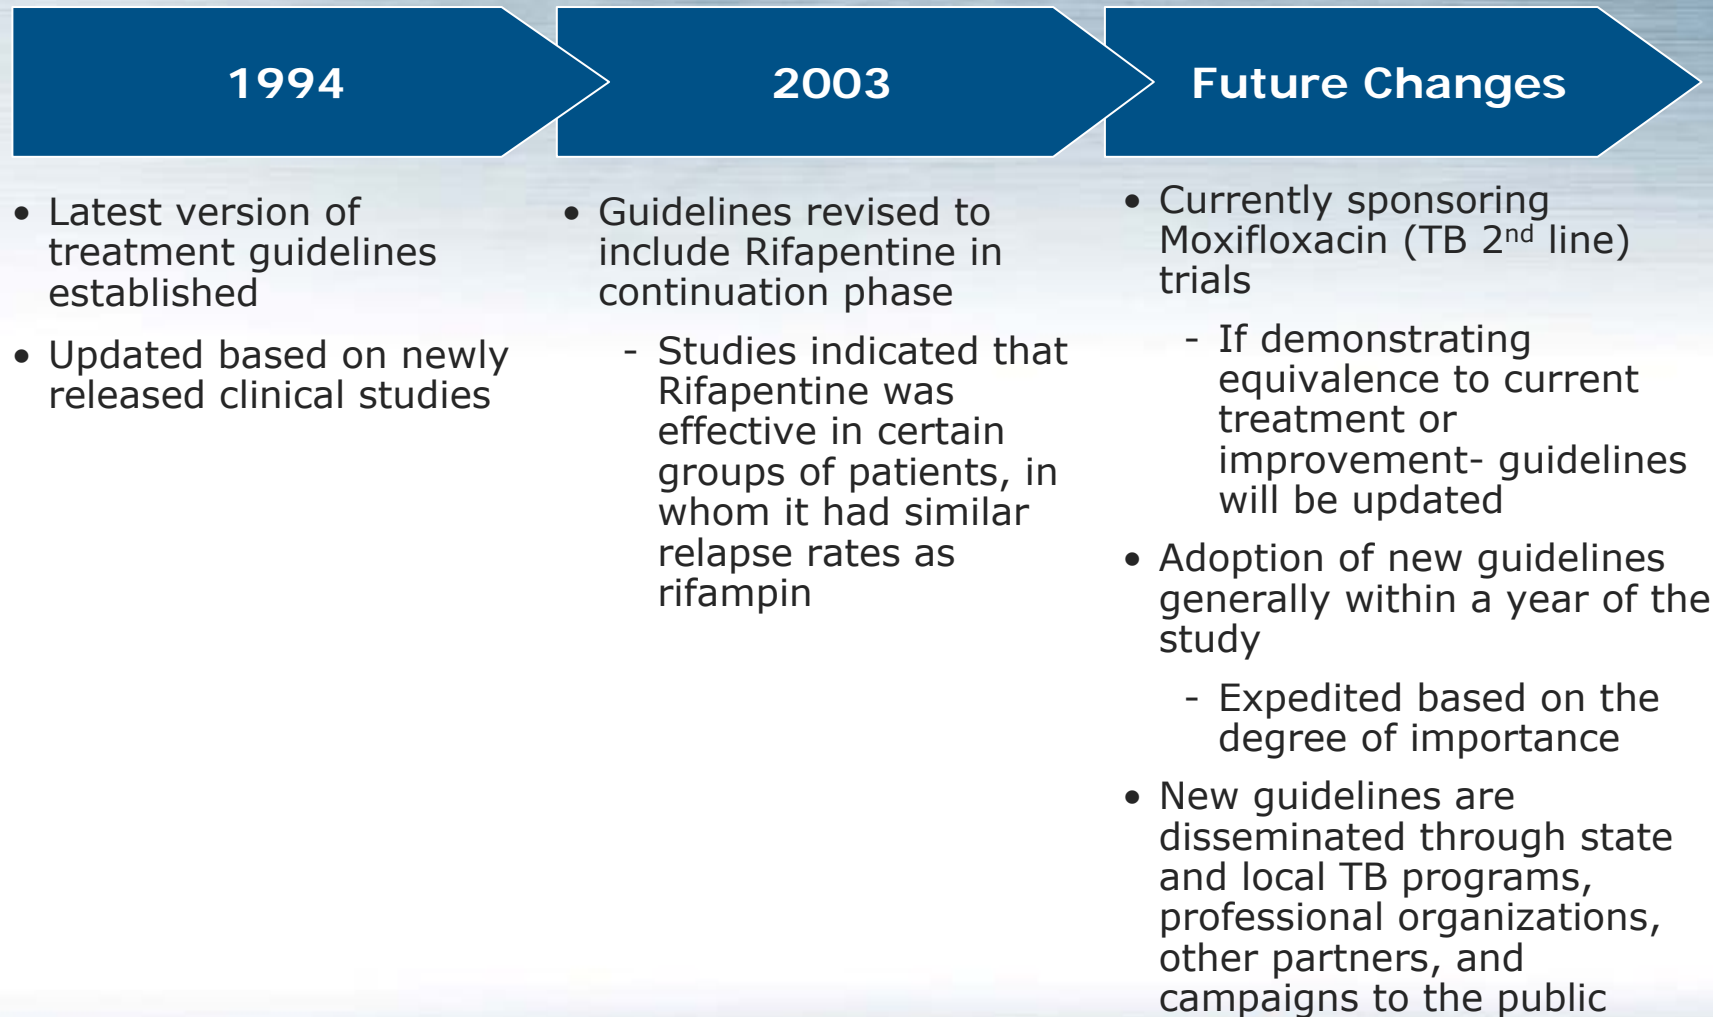 1994
• Latest version of
treatment guidelines
established
• Updated based on newly
released clinical studies
2003
• Guidelines revised to
include Rifapentine in
continuation phase
- Studies indicated that
Rifapentine was
effective in certain
groups of patients, in
whom it had similar
relapse rates as
rifampin
Future Changes
• Currently sponsoring
Moxifloxacin (TB 2nd line)
trials
- If demonstrating
equivalence to current
treatment or
improvement- guidelines
will be updated
• Adoption of new guidelines
generally within a year of the
study
- Expedited based on the
degree of importance
• New guidelines are
disseminated through state
and local TB programs,
professional organizations,
other partners, and
campaigns to the public